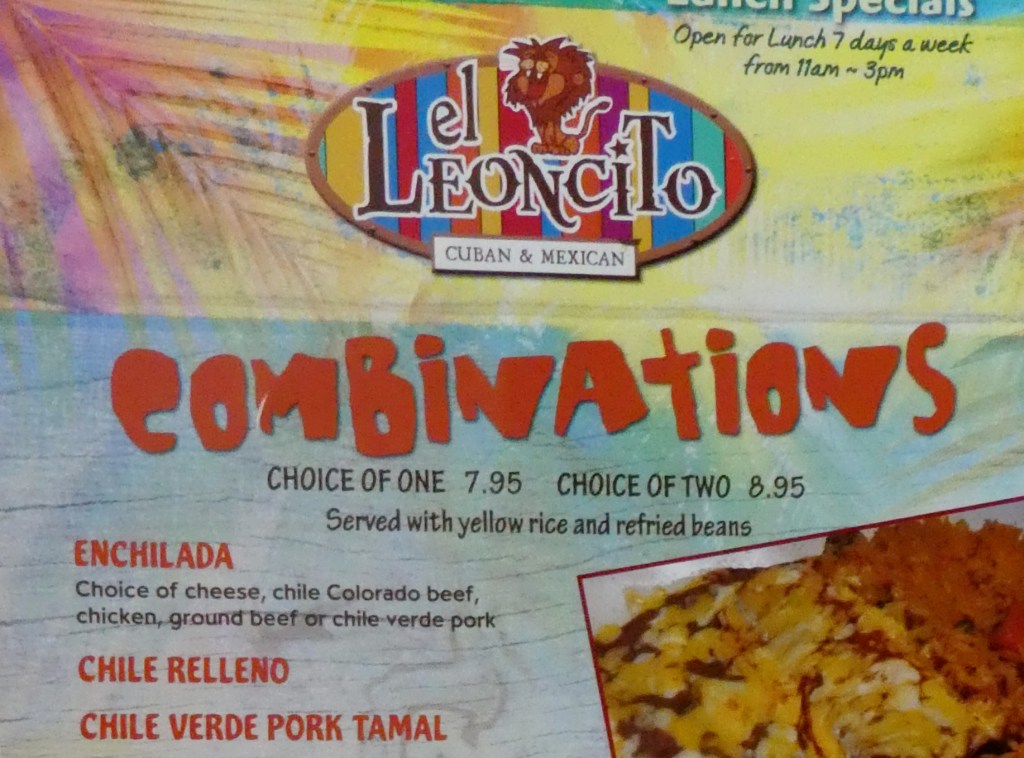 Lunch Specials
Open for Lunch 7 days a week
from 11am ~ 3pm
el
LEONCiTO
CUBAN & MEXICAN
COMBiNATiONS
CHOICE OF ONE 7.95 CHOICE OF TWO 8.95
Served with yellow rice and refried beans
ENCHILADA
Choice of cheese, chile Colorado beef,
chicken, ground beef or chile verde pork
CHILE RELLENO
CHILE VERDE PORK TAMAL